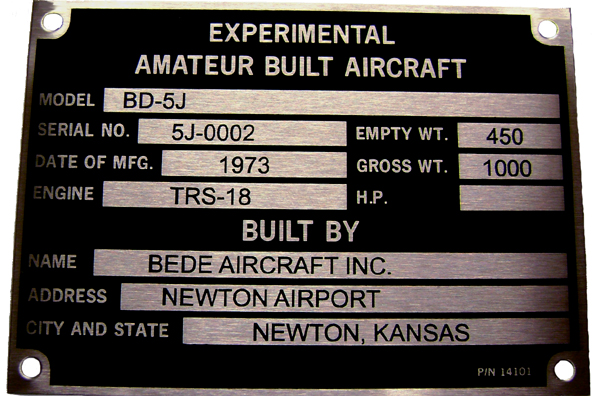 EXPERIMENTAL
AMATEUR BUILT AIRCRAFT
MODEL BD-5J
SERIAL NO. 5J-0002 EMPTY WT. 450
DATE OF MFG. 1973 GROSS WT. 1000
ENGINE TRS-18 H.P.
BUILT BY
NAME BEDE AIRCRAFT INC.
ADDRESS NEWTON AIRPORT
CITY AND STATE NEWTON, KANSAS
P/N 14101